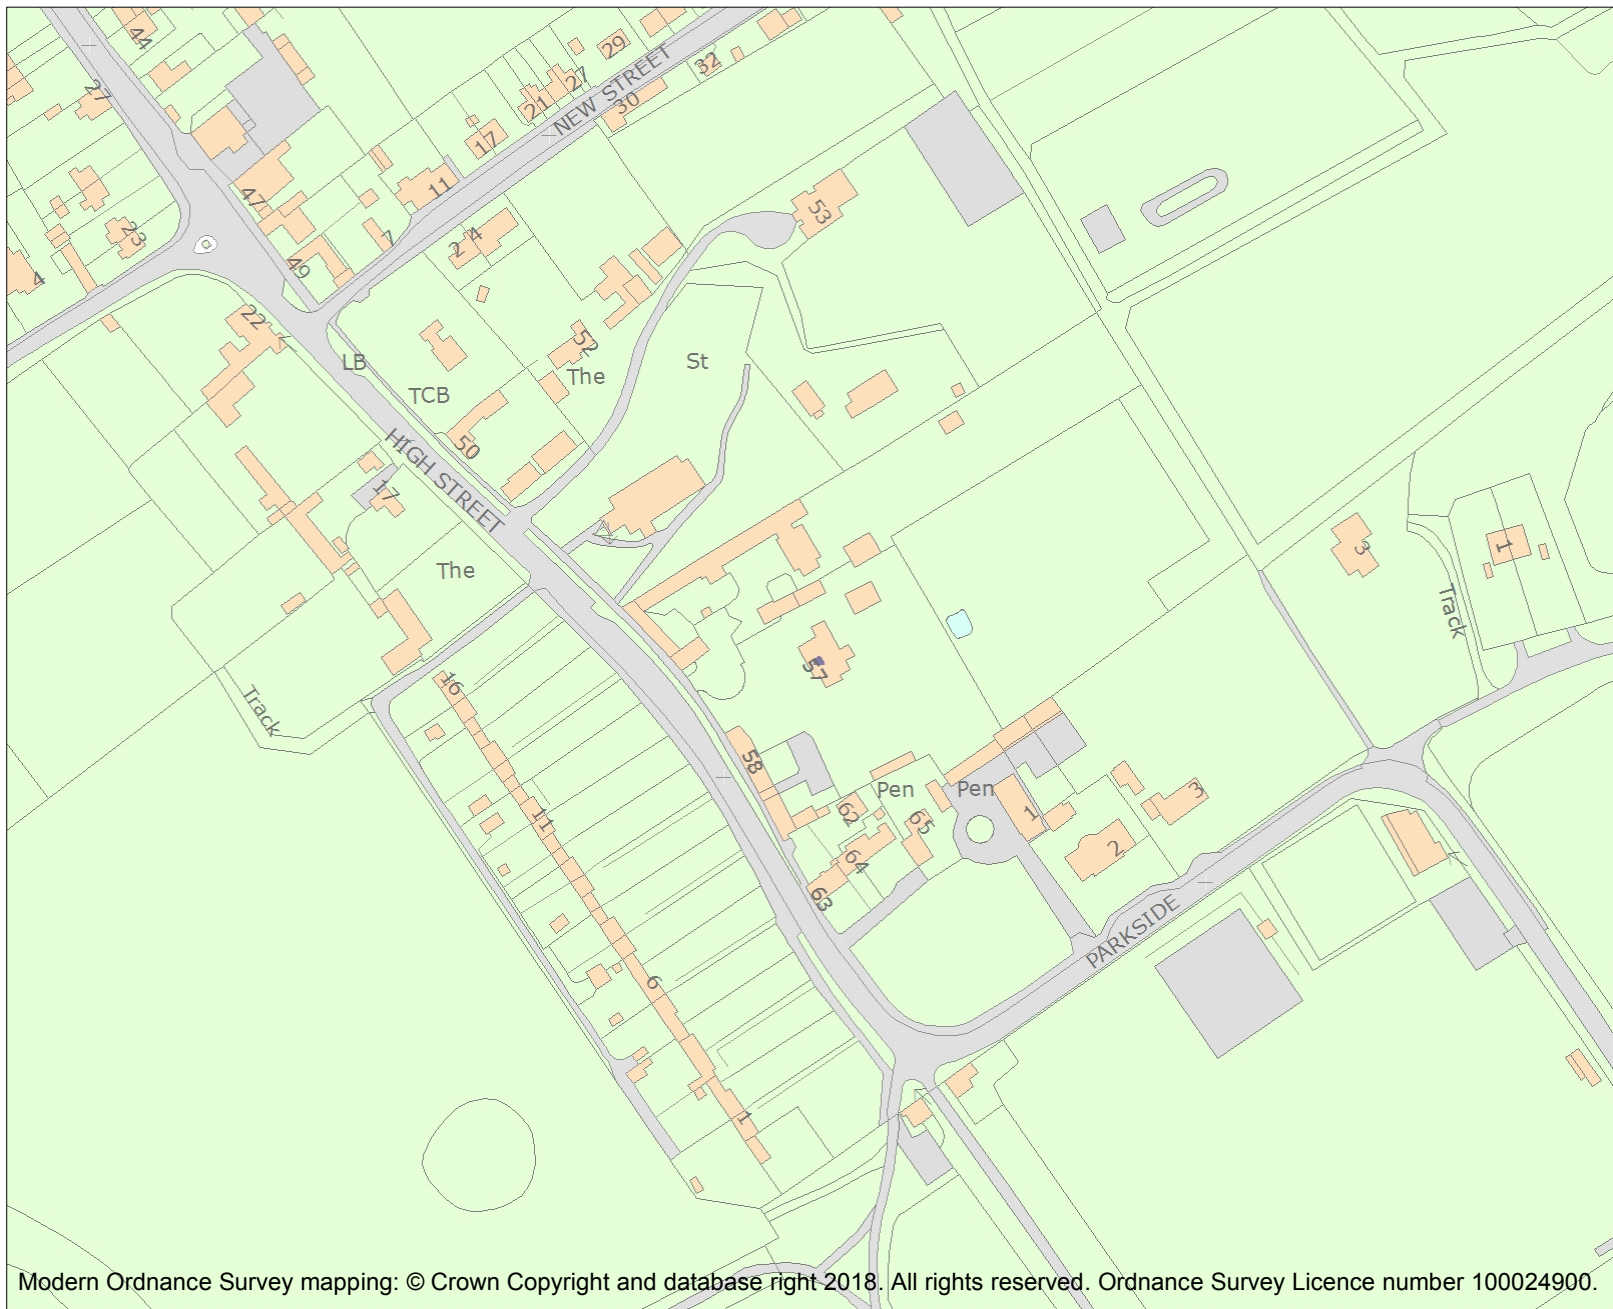 44
29
27
32
27
21
NEW STREET
30
17
11
47
53
23
7
2 4
49
4
22
52
LB
St
The
TCB
50
HIGH STREET
17
3
1
The
Track
57
16
Track
58
Pen
Pen
3
62
65
1
11
64
2
63
PARKSIDE
6
1
Modern Ordnance Survey mapping: © Crown Copyright and database right 2018. All rights reserved. Ordnance Survey Licence number 100024900.